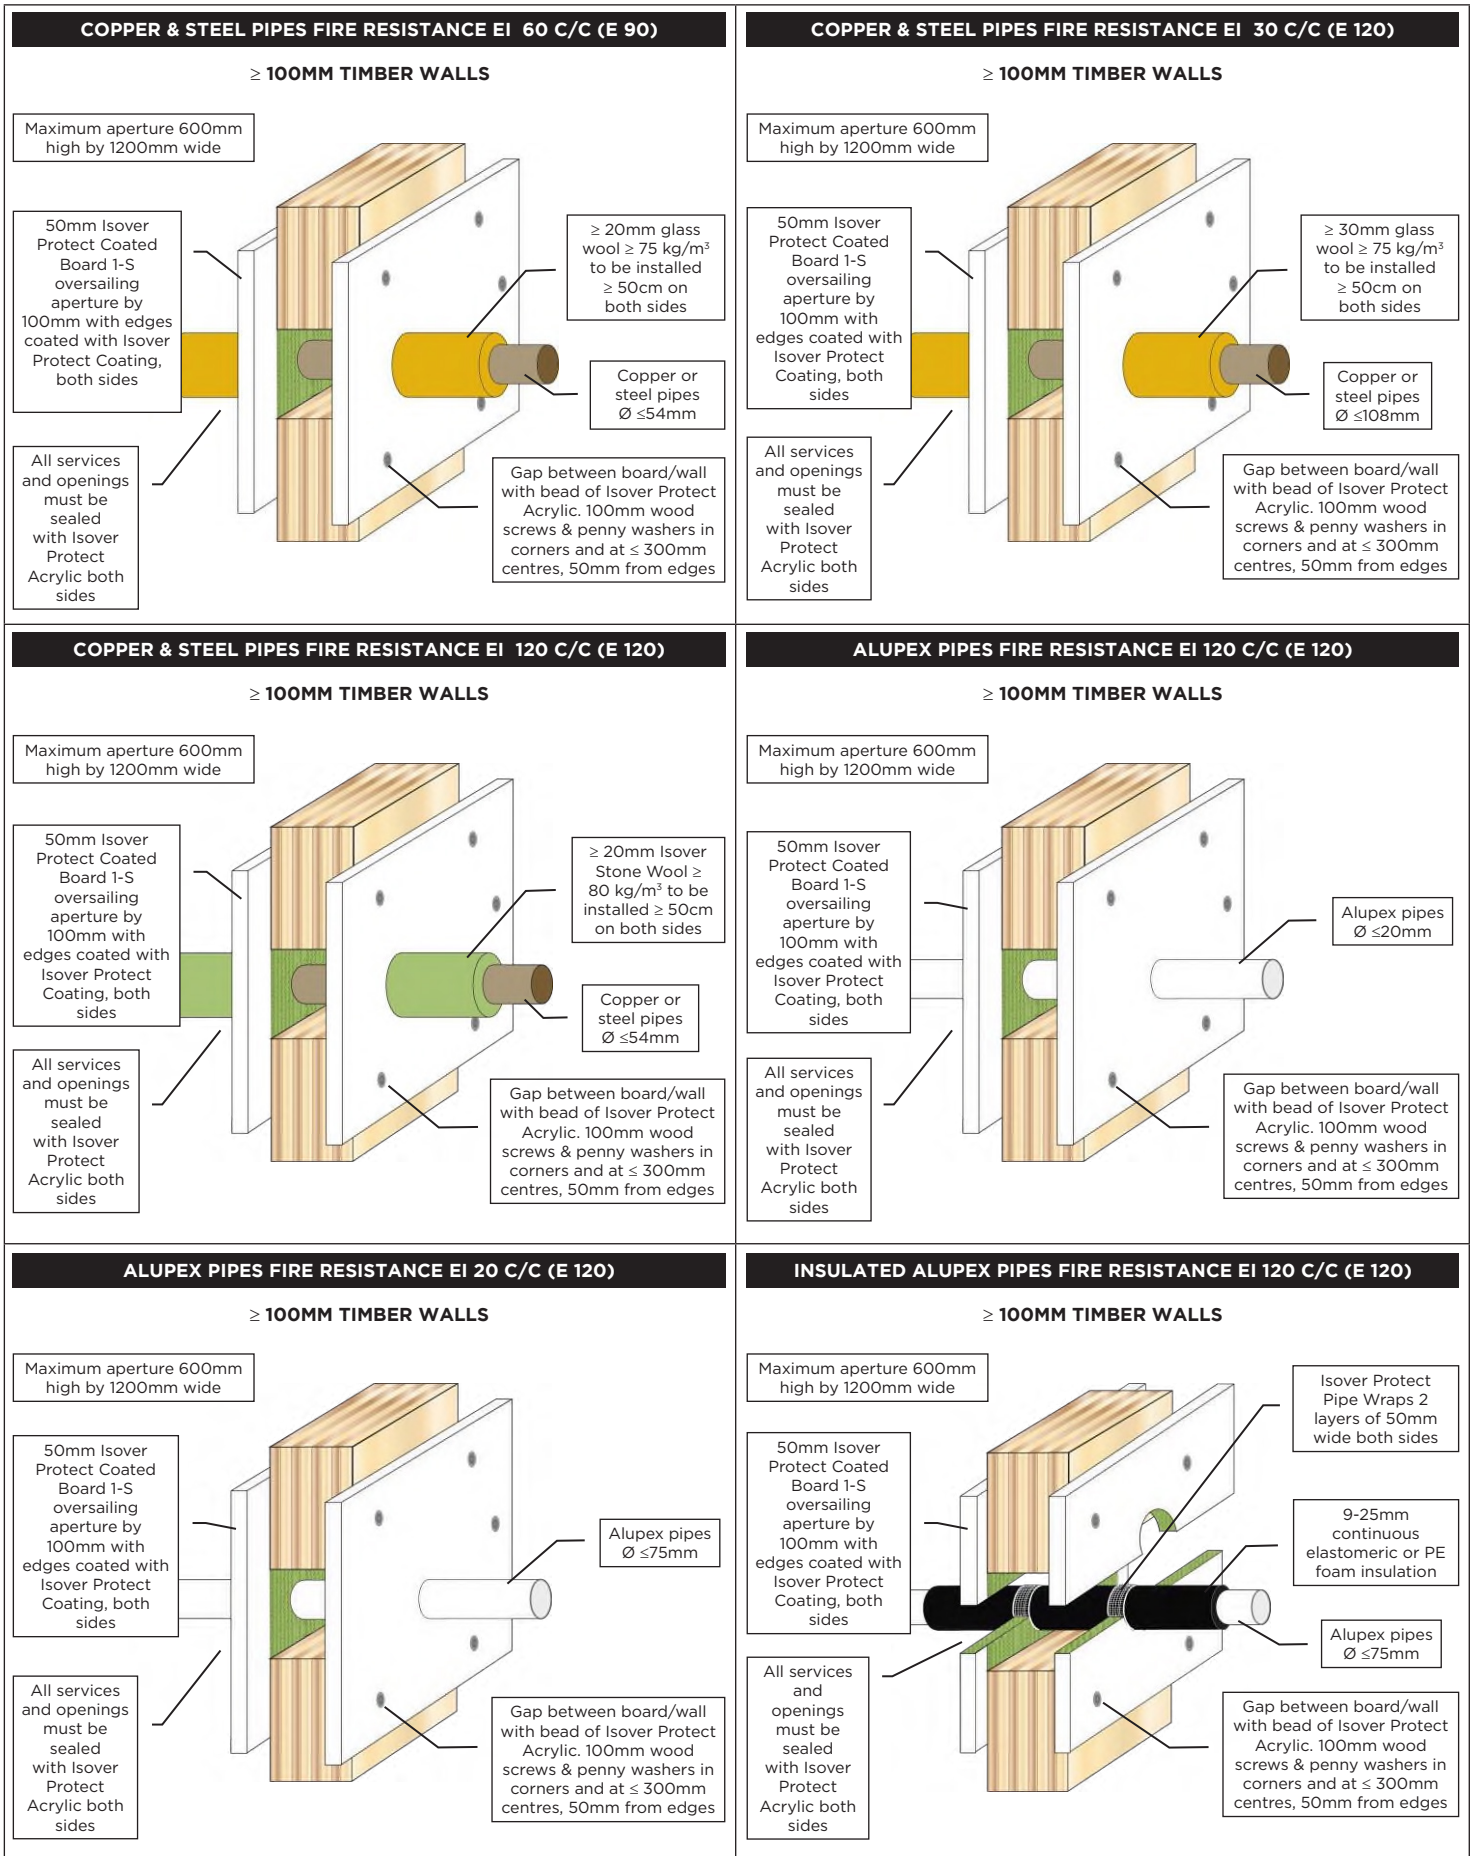 COPPER & STEEL PIPES FIRE RESISTANCE EI 60 C/C (E 90)
≥ 100MM TIMBER WALLS
Maximum aperture 600mm
high by 1200mm wide
50mm Isover
Protect Coated
Board 1-S
oversailing
aperture by
100mm with edges
coated with Isover
Protect Coating,
both sides
All services
and openings
must be
sealed
with Isover
Protect
Acrylic both
sides
≥ 20mm glass
wool ≥ 75 kg/m³
to be installed
≥ 50cm on
both sides
Copper or
steel pipes
Ø ≤54mm
Gap between board/wall
with bead of Isover Protect
Acrylic. 100mm wood
screws & penny washers in
corners and at ≤ 300mm
centres, 50mm from edges
COPPER & STEEL PIPES FIRE RESISTANCE EI 30 C/C (E 120)
≥ 100MM TIMBER WALLS
Maximum aperture 600mm
high by 1200mm wide
50mm Isover
Protect Coated
Board 1-S
oversailing
aperture by
100mm with
edges coated with
Isover Protect
Coating, both
sides
All services
and openings
must be
sealed
with Isover
Protect
Acrylic both
sides
≥ 30mm glass
wool ≥ 75 kg/m³
to be installed
≥ 50cm on
both sides
Copper or
steel pipes
Ø ≤108mm
Gap between board/wall
with bead of Isover Protect
Acrylic. 100mm wood
screws & penny washers in
corners and at ≤ 300mm
centres, 50mm from edges
COPPER & STEEL PIPES FIRE RESISTANCE EI 120 C/C (E 120)
≥ 100MM TIMBER WALLS
Maximum aperture 600mm
high by 1200mm wide
50mm Isover
Protect Coated
Board 1-S
oversailing
aperture by
100mm with
edges coated with
Isover Protect
Coating, both
sides
All services
and openings
must be
sealed
with Isover
Protect
Acrylic both
sides
≥ 20mm Isover
Stone Wool ≥
80 kg/m³ to be
installed ≥ 50cm
on both sides
Copper or
steel pipes
Ø ≤54mm
Gap between board/wall
with bead of Isover Protect
Acrylic. 100mm wood
screws & penny washers in
corners and at ≤ 300mm
centres, 50mm from edges
ALUPEX PIPES FIRE RESISTANCE EI 120 C/C (E 120)
≥ 100MM TIMBER WALLS
Maximum aperture 600mm
high by 1200mm wide
50mm Isover
Protect Coated
Board 1-S
oversailing
aperture by
100mm with
edges coated with
Isover Protect
Coating, both
sides
All services
and openings
must be
sealed
with Isover
Protect
Acrylic both
sides
Alupex pipes
Ø ≤20mm
Gap between board/wall
with bead of Isover Protect
Acrylic. 100mm wood
screws & penny washers in
corners and at ≤ 300mm
centres, 50mm from edges
ALUPEX PIPES FIRE RESISTANCE EI 20 C/C (E 120)
≥ 100MM TIMBER WALLS
Maximum aperture 600mm
high by 1200mm wide
50mm Isover
Protect Coated
Board 1-S
oversailing
aperture by
100mm with
edges coated with
Isover Protect
Coating, both
sides
All services
and openings
must be
sealed
with Isover
Protect
Acrylic both
sides
Alupex pipes
Ø ≤75mm
Gap between board/wall
with bead of Isover Protect
Acrylic. 100mm wood
screws & penny washers in
corners and at ≤ 300mm
centres, 50mm from edges
INSULATED ALUPEX PIPES FIRE RESISTANCE EI 120 C/C (E 120)
≥ 100MM TIMBER WALLS
Maximum aperture 600mm
high by 1200mm wide
50mm Isover
Protect Coated
Board 1-S
oversailing
aperture by
100mm with
edges coated with
Isover Protect
Coating, both
sides
All services
and
openings
must be
sealed
with Isover
Protect
Acrylic both
sides
Isover Protect
Pipe Wraps 2
layers of 50mm
wide both sides
9-25mm
continuous
elastomeric or PE
foam insulation
Alupex pipes
Ø ≤75mm
Gap between board/wall
with bead of Isover Protect
Acrylic. 100mm wood
screws & penny washers in
corners and at ≤ 300mm
centres, 50mm from edges